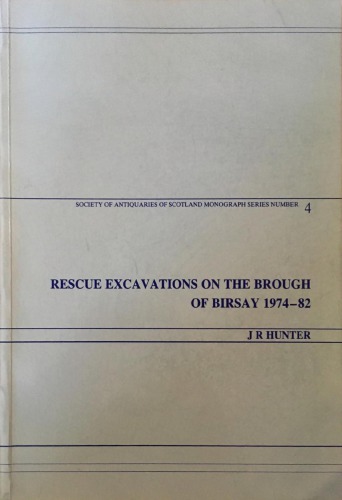 SOCIETY OF ANTIQUARIES OF SCOTLAND MONOGRAPH SERIES NUMBER 4
RESCUE EXCAVATIONS ON THE BROUGH
OF BIRSAY 1974–82
J R HUNTER